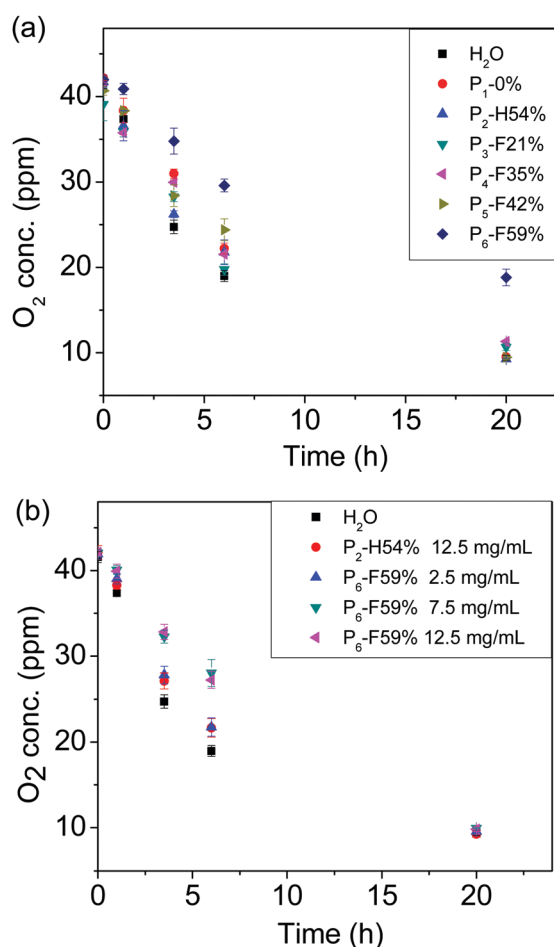 (a)
H₂O
P₁-0%
P₂-H54%
P₃-F21%
P₄-F35%
P₅-F42%
P₆-F59%
40
30
20
10
O₂ conc. (ppm)
0 5 10 15 20
Time (h)
(b)
H₂O
P₂-H54% 12.5 mg/mL
P₆-F59% 2.5 mg/mL
P₆-F59% 7.5 mg/mL
P₆-F59% 12.5 mg/mL
50
40
30
20
10
O2 conc. (ppm)
0 5 10 15 20
Time (h)